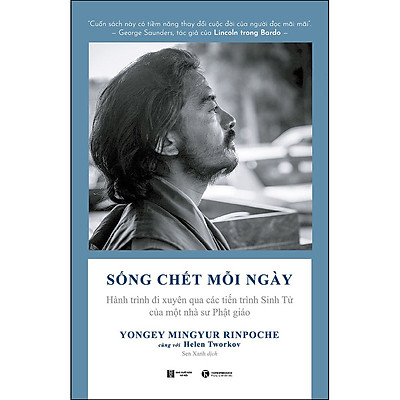 "Cuốn sách này có tiềm năng thay đổi cuộc đời của người đọc mãi mãi".
— George Saunders, tác giả của Lincoln trong Bardo —
SỐNG CHẾT MỖI NGÀY
Hành trình đi xuyên qua các tiến trình Sinh Tử
của một nhà sư Phật giáo
YONGEY MINGYUR RINPOCHE
cùng với Helen Tworkov
Sen Xanh dịch